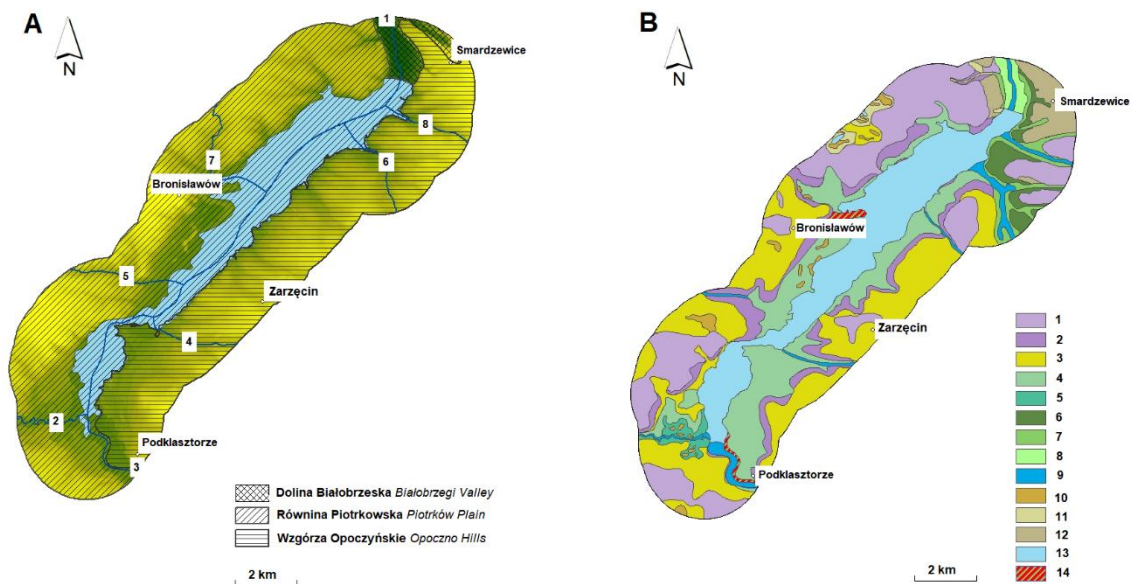 A
N
1
Smardzewice
8
6
7
Bronisławów
5
Zarzęcin
4
2
Podklasztorze
3
Dolina Białobrzeska Białobrzegi Valley
Równina Piotrkowska Piotrków Plain
Wzgórza Opoczyńskie Opoczno Hills
2 km
B
N
Smardzewice
Bronisławów
Zarzęcin
Podklasztorze
1
2
3
4
5
6
7
8
9
10
11
12
13
14
2 km